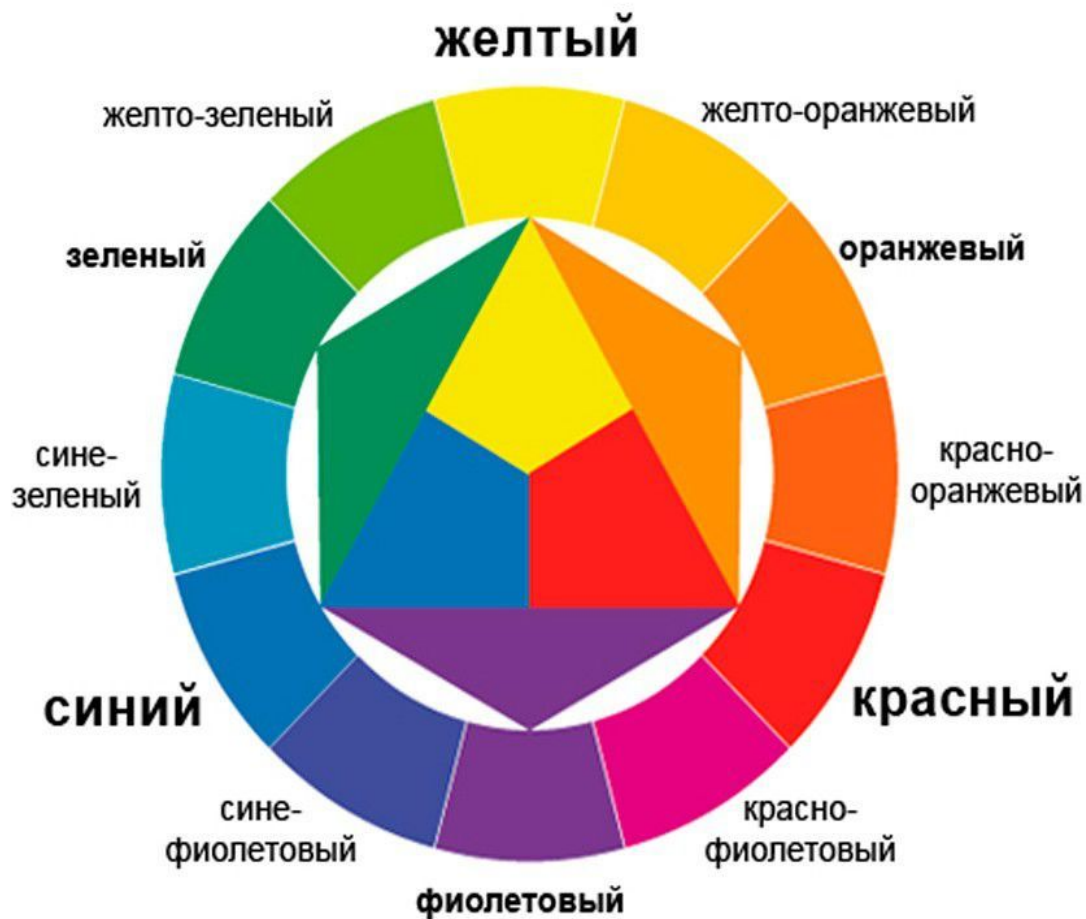 желтый
желто-зеленый
желто-оранжевый
зеленый
оранжевый
сине-
зеленый
красно-
оранжевый
синий
красный
сине-
фиолетовый
красно-
фиолетовый
фиолетовый